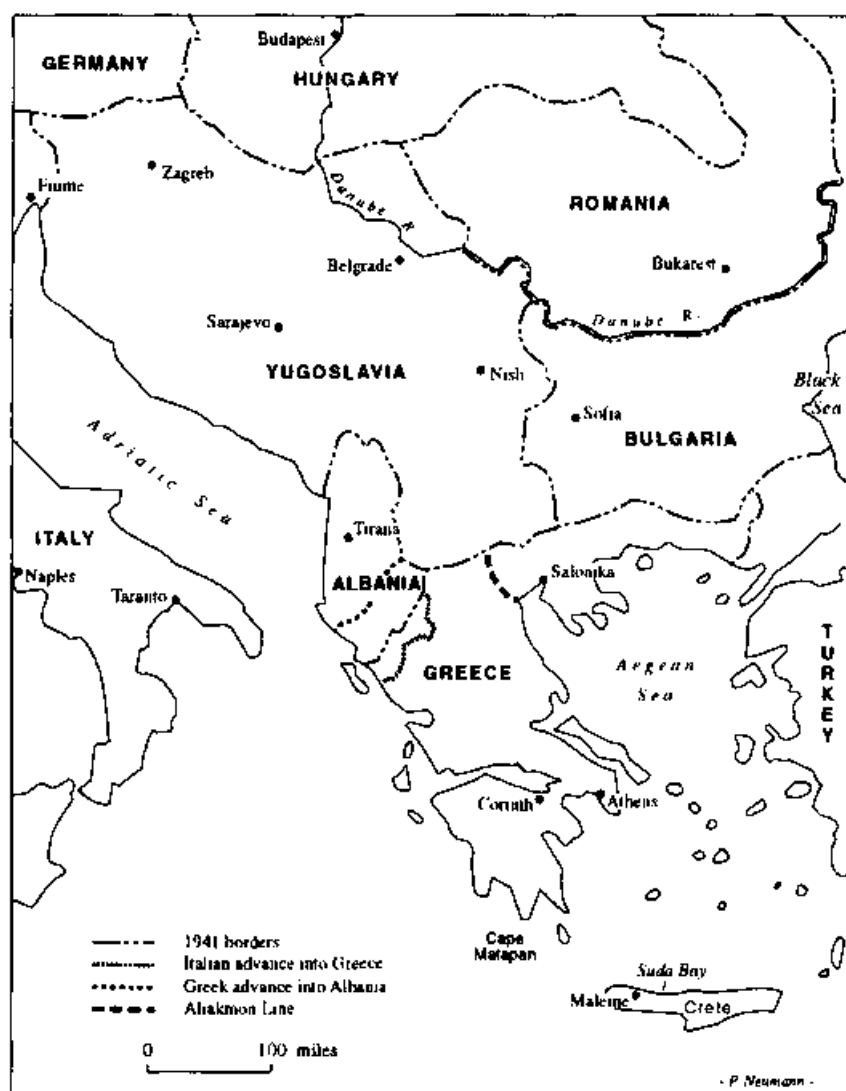 Budapest
GERMANY
HUNGARY
Zagreb
Fiume
Danube R
ROMANIA
Belgrade
Bukarest
Sarajevo
Danube R.
YUGOSLAVIA
Nish
Black
Sea
Sofia
BULGARIA
Adriatic Sea
ITALY
Tirana
Naples
ALBANIA
Salonika
Taranto
GREECE
Aegean
Sea
TURKEY
Corinth
Athens
Cape
Matapan
1941 borders
Italian advance into Greece
Greek advance into Albania
Aliakmon Line
Suda Bay
Maleme
Crete
0 100 miles
- P Neumann -